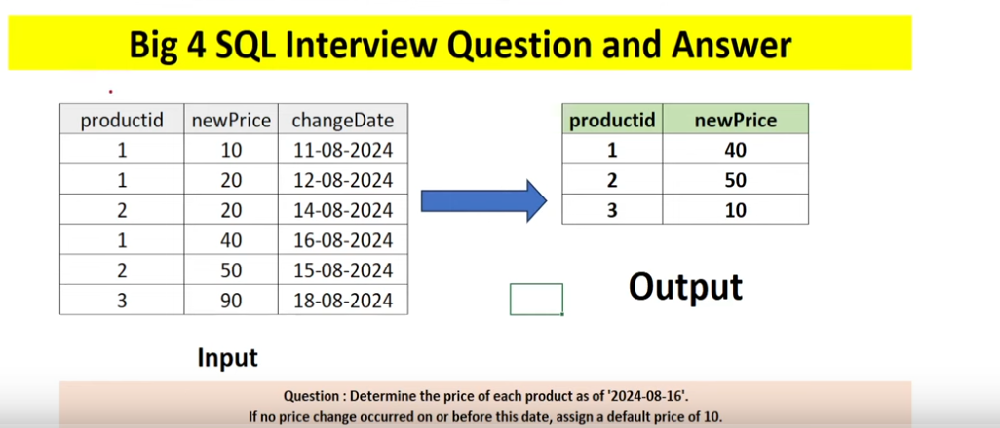 Big 4 SQL Interview Question and Answer
productid newPrice changeDate
1 10 11-08-2024
1 20 12-08-2024
2 20 14-08-2024
1 40 16-08-2024
2 50 15-08-2024
3 90 18-08-2024
Input
productid newPrice
1 40
2 50
3 10
Output
Question : Determine the price of each product as of '2024-08-16'.
If no price change occurred on or before this date, assign a default price of 10.